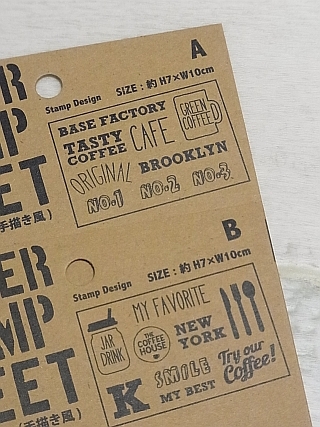 A
ER
Stamp Design
SIZE : 約 H7×W10cm
MP
BASE FACTORY
TASTY
COFFEE
CAFE
GREEN
COFFEE
EET
ORIGINAL
BROOKLYN
NO.1 NO.2 NO.3
(手描き風)
B
ER
Stamp Design
SIZE : 約 H7×W10cm
MP
MY FAVORITE
JAR
DRINK
THE
COFFEE
HOUSE
NEW
YORK
EET
K
SMILE
MY BEST
Try our
Coffee!
(手描き風)